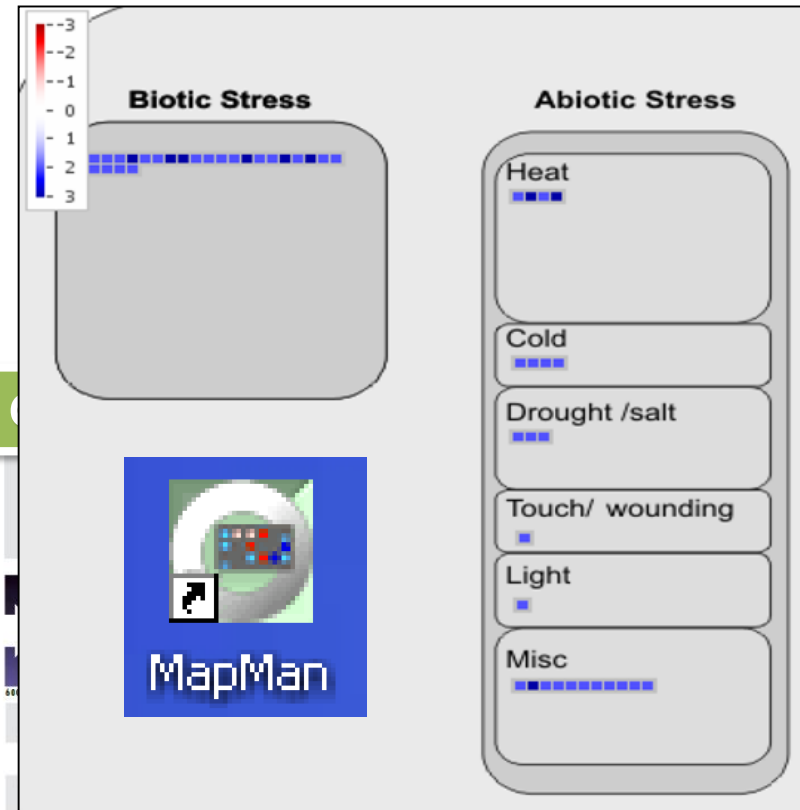 --3
--2
--1
- 0
- 1
- 2
- 3
Biotic Stress
Abiotic Stress
Heat
Cold
Drought /salt
Touch/ wounding
Light
Misc
MapMan